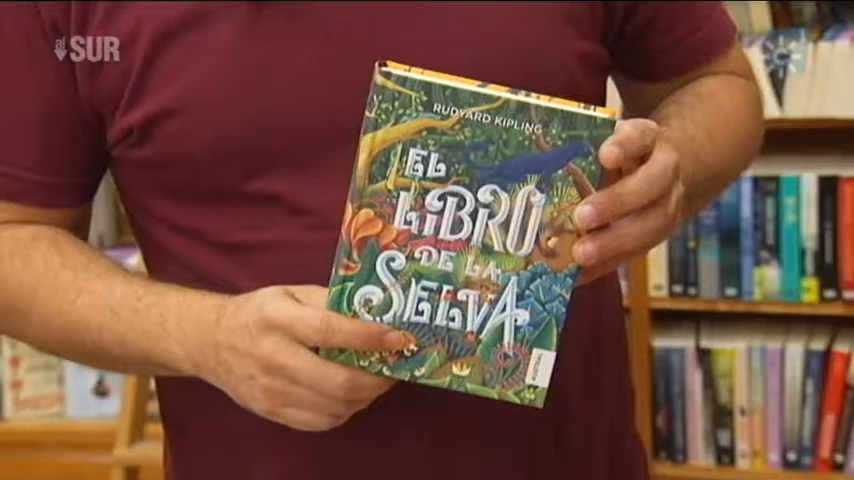 al SUR
RUDYARD KIPLING
EL
LIBRO
DE LA
SELVA